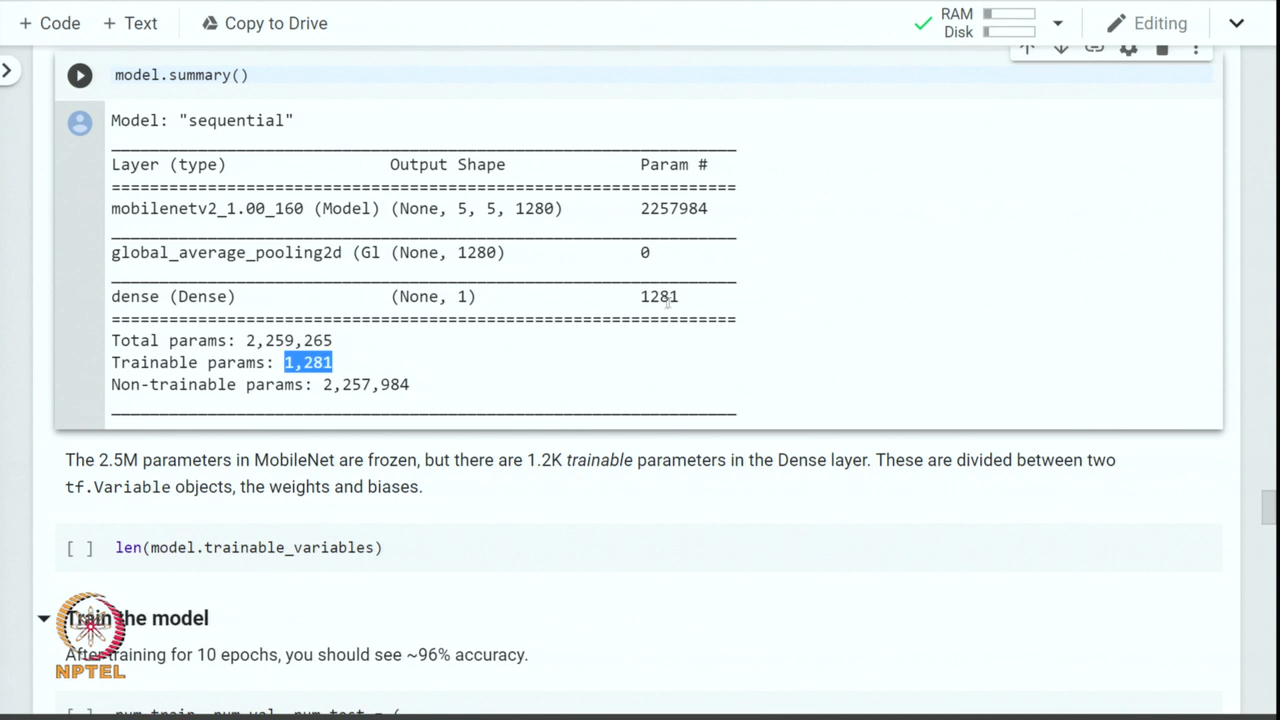 + Code + Text Copy to Drive RAM Disk Editing
model.summary()
Model: "sequential"
Layer (type) Output Shape Param #
mobilenetv2_1.00_160 (Model) (None, 5, 5, 1280) 2257984
global_average_pooling2d (Gl (None, 1280) 0
dense (Dense) (None, 1) 1281
Total params: 2,259,265
Trainable params: 1,281
Non-trainable params: 2,257,984
The 2.5M parameters in MobileNet are frozen, but there are 1.2K trainable parameters in the Dense layer. These are divided between two
tf.Variable objects, the weights and biases.
[ ] len(model.trainable_variables)
Train the model
After training for 10 epochs, you should see ~96% accuracy.
NPTEL
[ ] num_train, num_val, num_test = (